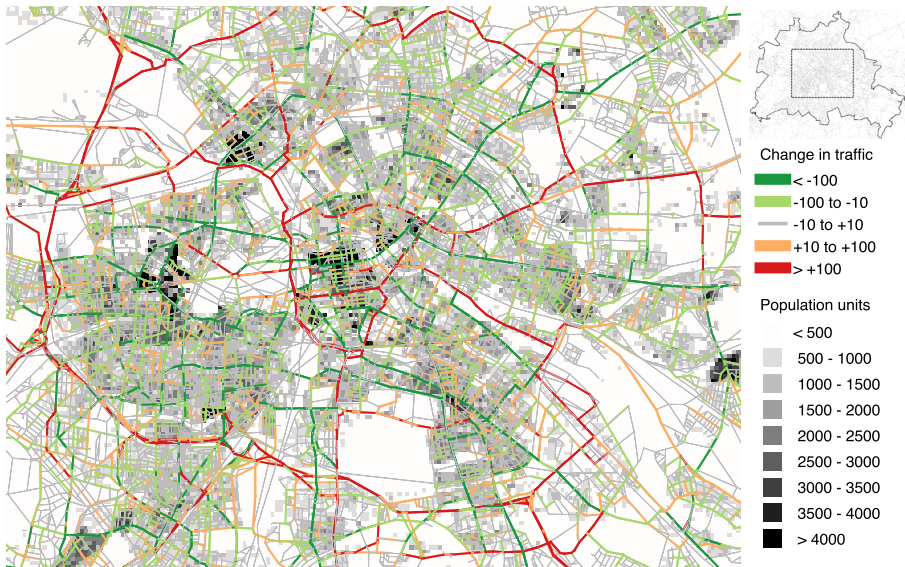 Change in traffic
< -100
-100 to -10
-10 to +10
+10 to +100
> +100
Population units
< 500
500 - 1000
1000 - 1500
1500 - 2000
2000 - 2500
2500 - 3000
3000 - 3500
3500 - 4000
> 4000